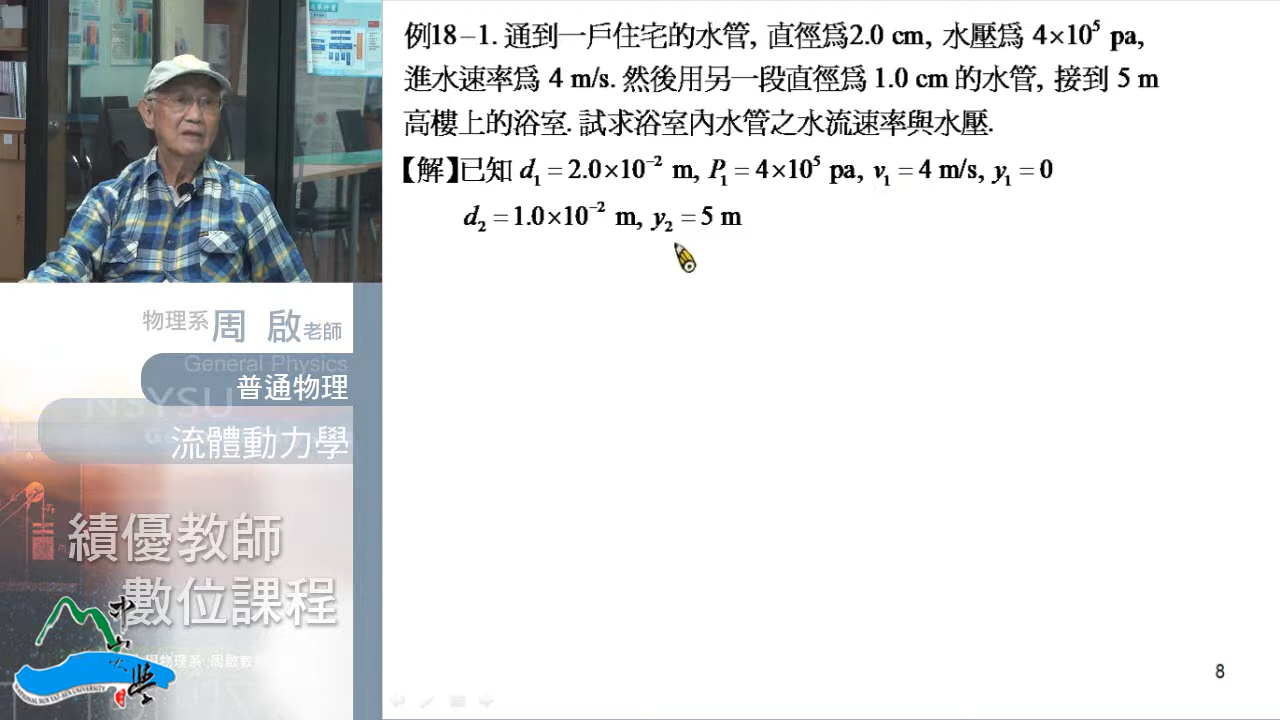 例18－1. 通到一戶住宅的水管, 直徑為2.0 cm, 水壓為 4×10⁵ pa,
進水速率為 4 m/s. 然後用另一段直徑為 1.0 cm 的水管, 接到 5 m
高樓上的浴室. 試求浴室內水管之水流速率與水壓.
【解】已知 d₁ = 2.0×10⁻² m, P₁ = 4×10⁵ pa, v₁ = 4 m/s, y₁ = 0
d₂ = 1.0×10⁻² m, y₂ = 5 m
物理系 周 啟 老師
General Physics
普通物理
NSYSU
流體動力學
績優教師
數位課程
物理系 周啟教
8